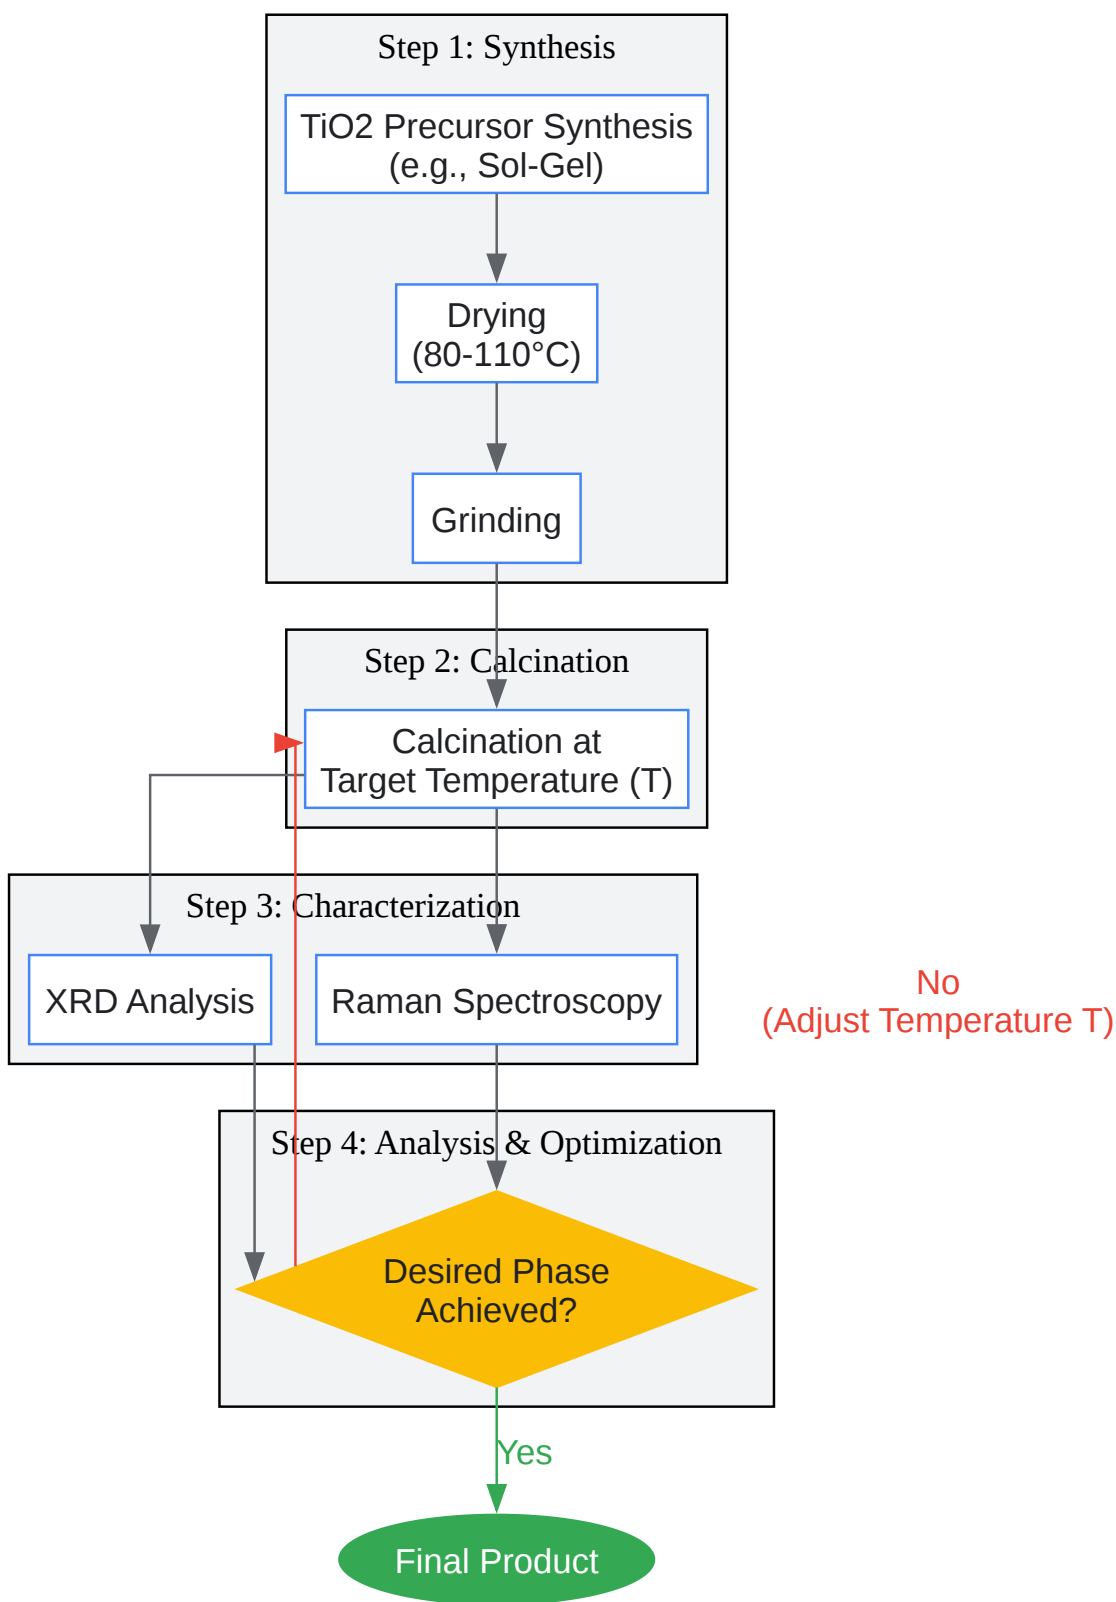 Step 1: Synthesis
TiO2 Precursor Synthesis
(e.g., Sol-Gel)
Drying
(80-110°C)
Grinding
Step 2: Calcination
Calcination at
Target Temperature (T)
Step 3: Characterization
XRD Analysis
Raman Spectroscopy
No
(Adjust Temperature T)
Step 4: Analysis & Optimization
Desired Phase
Achieved?
Yes
Final Product